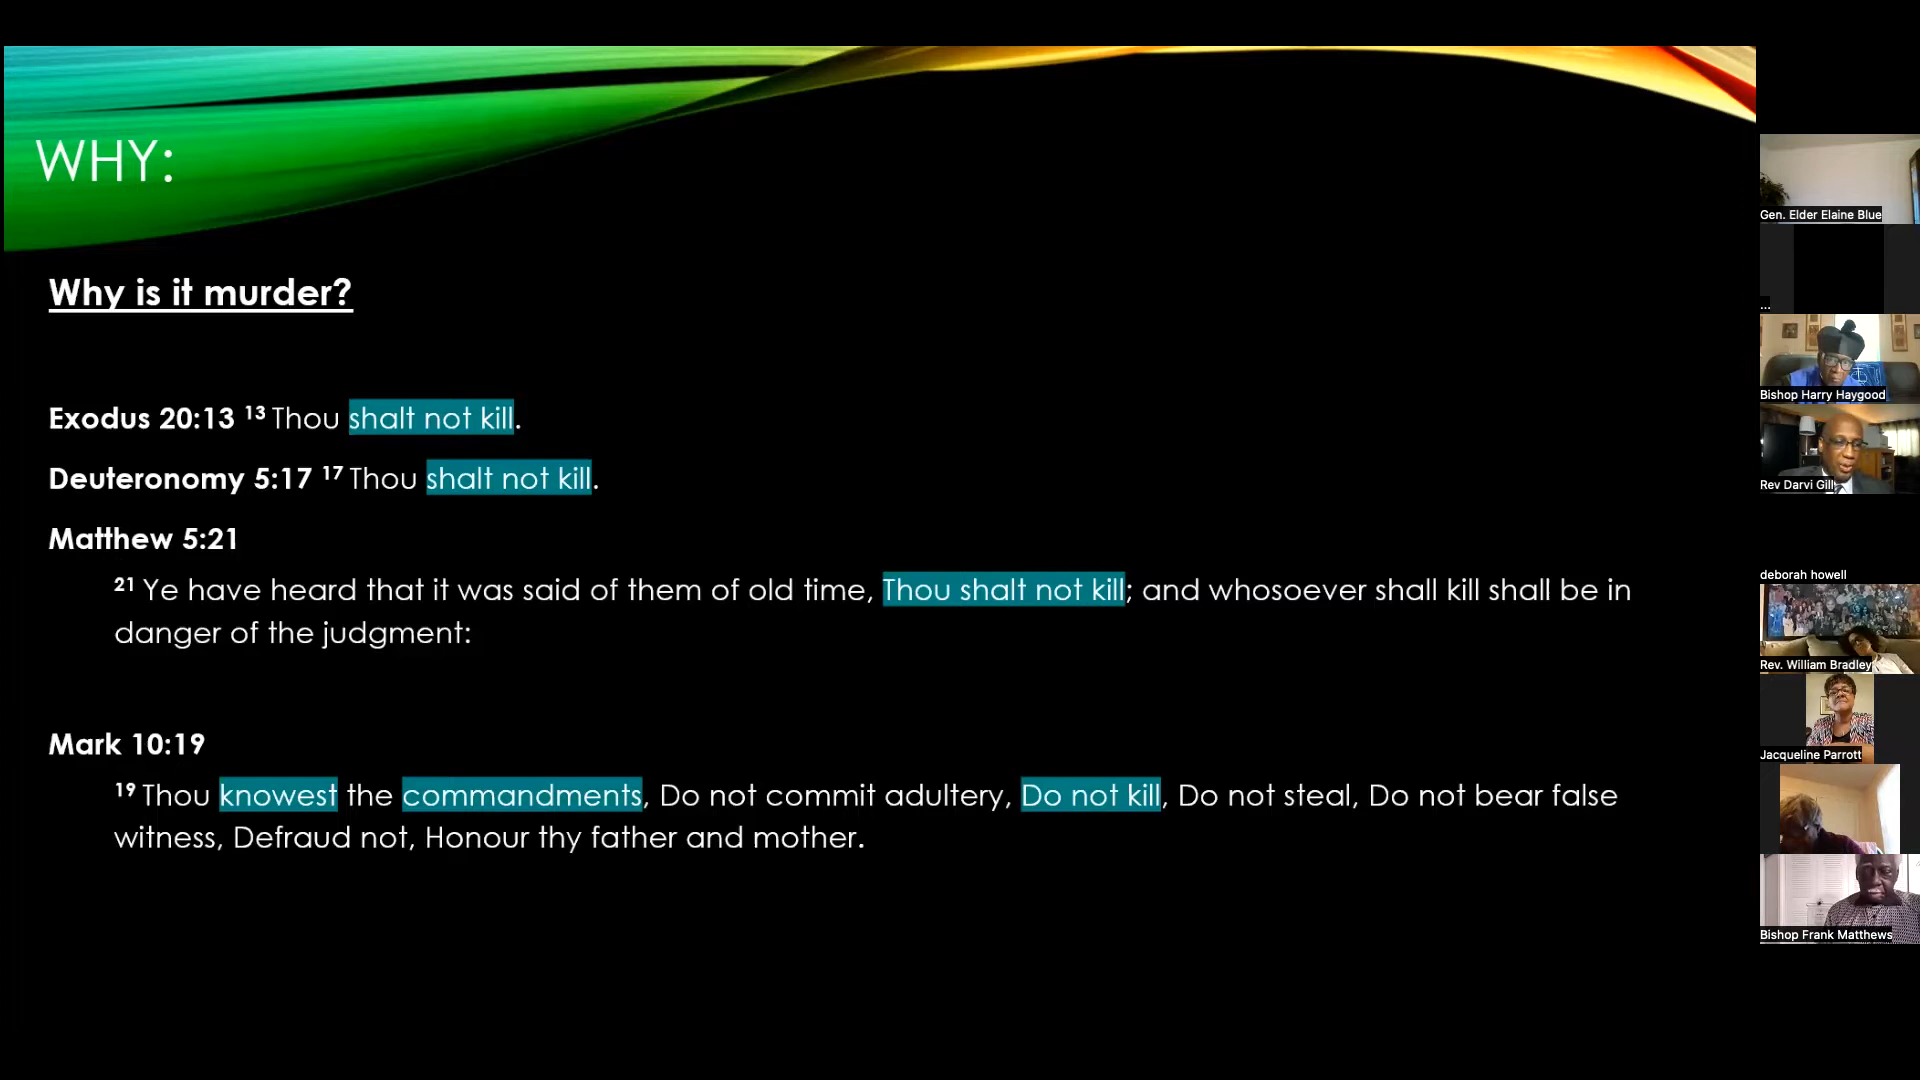 WHY:
Why is it murder?
Exodus 20:13 13 Thou shalt not kill.
Deuteronomy 5:17 17 Thou shalt not kill.
Matthew 5:21
21 Ye have heard that it was said of them of old time, Thou shalt not kill; and whosoever shall kill shall be in
danger of the judgment:
Mark 10:19
19 Thou knowest the commandments, Do not commit adultery, Do not kill, Do not steal, Do not bear false
witness, Defraud not, Honour thy father and mother.
Gen. Elder Elaine Blue
...
Bishop Harry Haygood
Rev Darvi Gill
deborah howell
Rev. William Bradley
Jacqueline Parrott
Bishop Frank Matthews